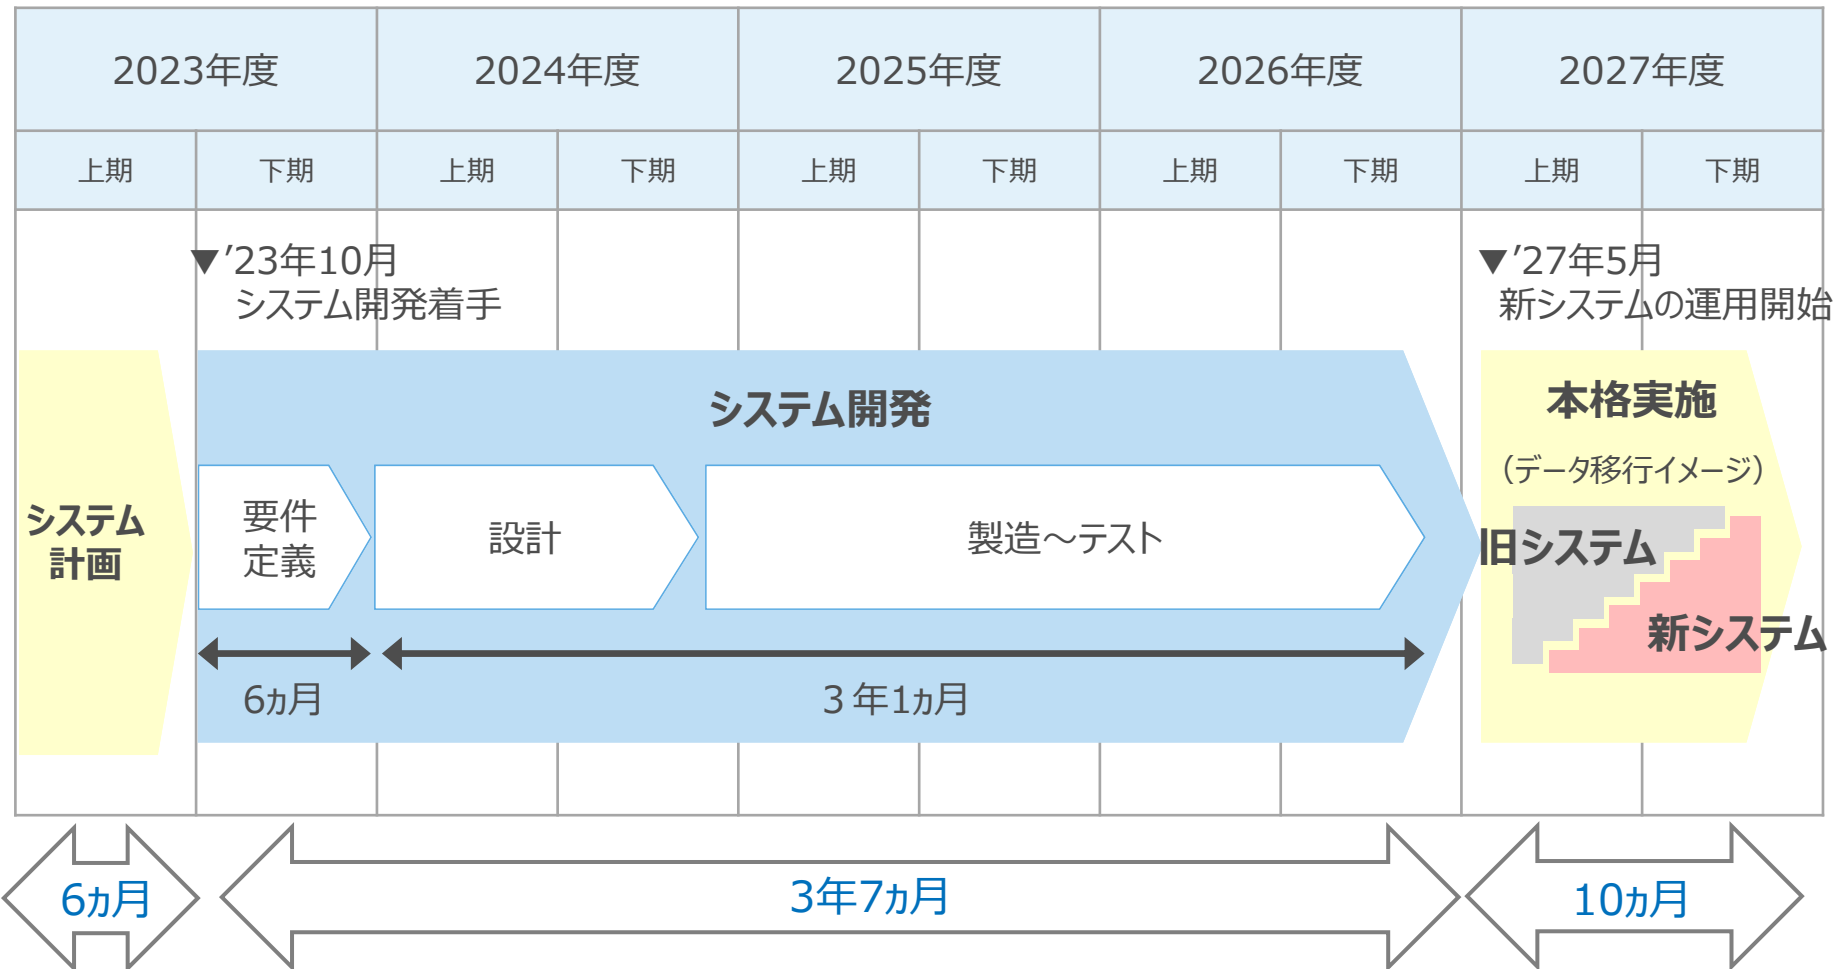 2023年度
2024年度
2025年度
2026年度
2027年度
上期
下期
上期
下期
上期
下期
上期
下期
上期
下期
▼'23年10月
システム開発着手
▼'27年5月
新システムの運用開始
システム
計画
システム開発
要件
定義
設計
製造～テスト
6ヵ月
３年1ヵ月
本格実施
（データ移行イメージ）
旧システム
新システム
6ヵ月
3年7ヵ月
10ヵ月